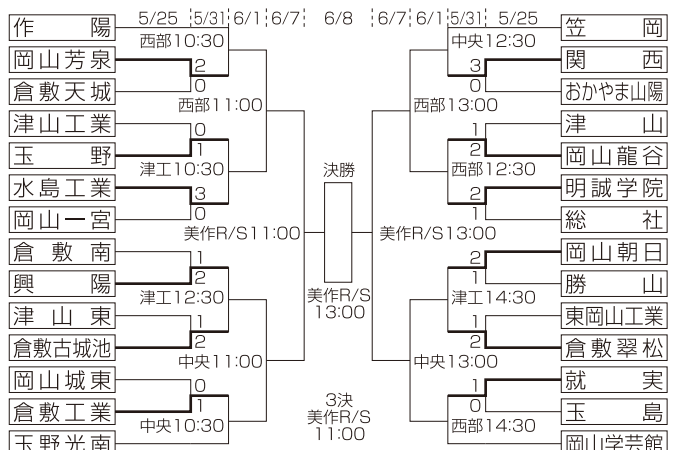 5/25 5/31 6/1 6/7 6/8 6/7 6/1 5/31 5/25
作陽
岡山芳泉
倉敷天城
津山工業
玉野
水島工業
岡山一宮
倉敷南
興陽
津山東
倉敷古城池
岡山城東
倉敷工業
玉野光南
西部10:30
2
0
西部11:00
0
1
津工10:30
3
0
美作R/S11:00
1
2
津工12:30
1
2
中央11:00
0
1
中央10:30
決勝
美作R/S
13:00
3決
美作R/S
11:00
中央12:30
3
0
西部13:00
1
2
西部12:30
2
1
美作R/S13:00
2
1
津工14:30
1
2
中央13:00
1
0
西部14:30
笠岡
関西
おかやま山陽
津山
岡山龍谷
明誠学院
総社
岡山朝日
勝山
東岡山工業
倉敷翠松
就実
玉島
岡山学芸館